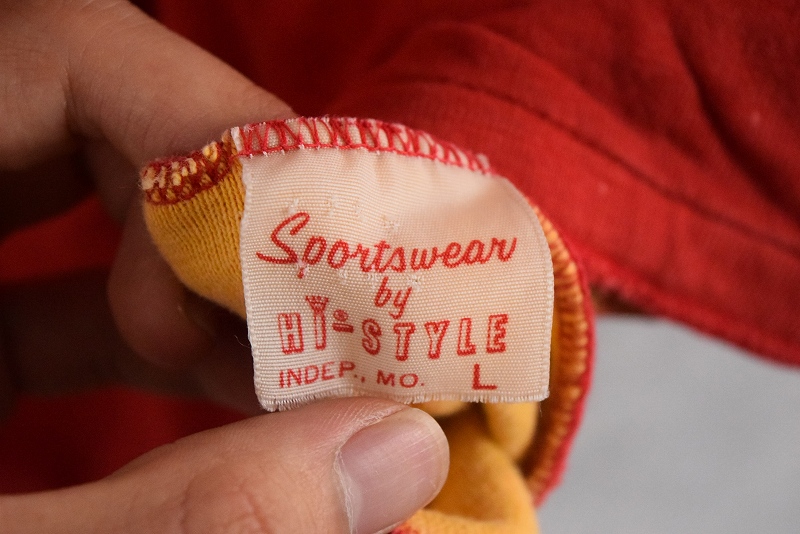 Sportswear
by
Hi-STYLE
INDEP., MO. L